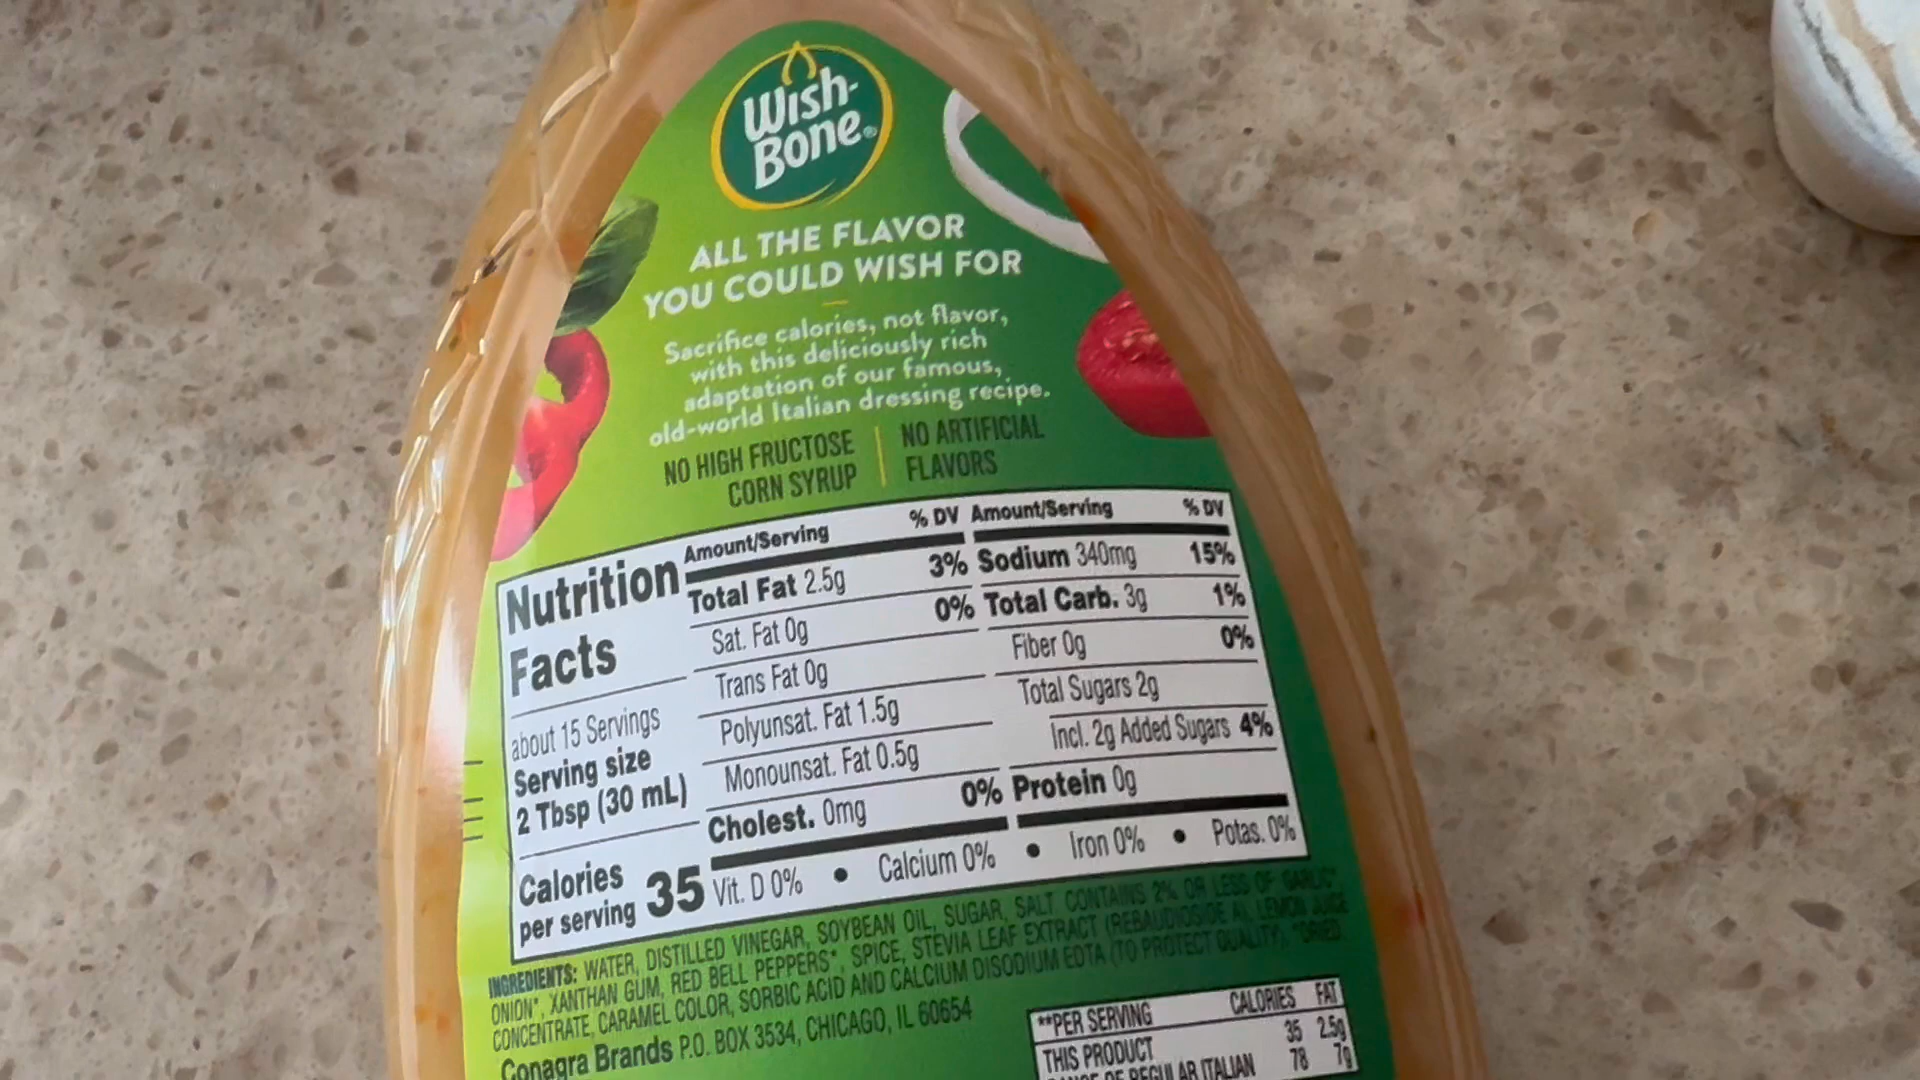 Wish-
Bone®
ALL THE FLAVOR
YOU COULD WISH FOR
Sacrifice calories, not flavor,
with this deliciously rich
adaptation of our famous,
old-world Italian dressing recipe.
NO HIGH FRUCTOSE
CORN SYRUP
NO ARTIFICIAL
FLAVORS
Nutrition
Facts
about 15 Servings
Serving size
2 Tbsp (30 mL)
Calories
per serving 35
Amount/Serving % DV
Total Fat 2.5g 3%
Sat. Fat 0g 0%
Trans Fat 0g
Polyunsat. Fat 1.5g
Monounsat. Fat 0.5g
Cholest. 0mg 0%
Amount/Serving % DV
Sodium 340mg 15%
Total Carb. 3g 1%
Fiber 0g 0%
Total Sugars 2g
Incl. 2g Added Sugars 4%
Protein 0g
Vit. D 0% • Calcium 0% • Iron 0% • Potas. 0%
INGREDIENTS: WATER, DISTILLED VINEGAR, SOYBEAN OIL, SUGAR, SALT CONTAINS 2% OR LESS OF GARLIC*
ONION*, XANTHAN GUM, RED BELL PEPPERS*, SPICE, STEVIA LEAF EXTRACT (REBAUDIOSIDE A), LEMON JUICE
CONCENTRATE, CARAMEL COLOR, SORBIC ACID AND CALCIUM DISODIUM EDTA (TO PROTECT QUALITY). *DRIED
Conagra Brands P.O. BOX 3534, CHICAGO, IL 60654
**PER SERVING CALORIES FAT
THIS PRODUCT 35 2.5g
OF REGULAR ITALIAN 78 7g